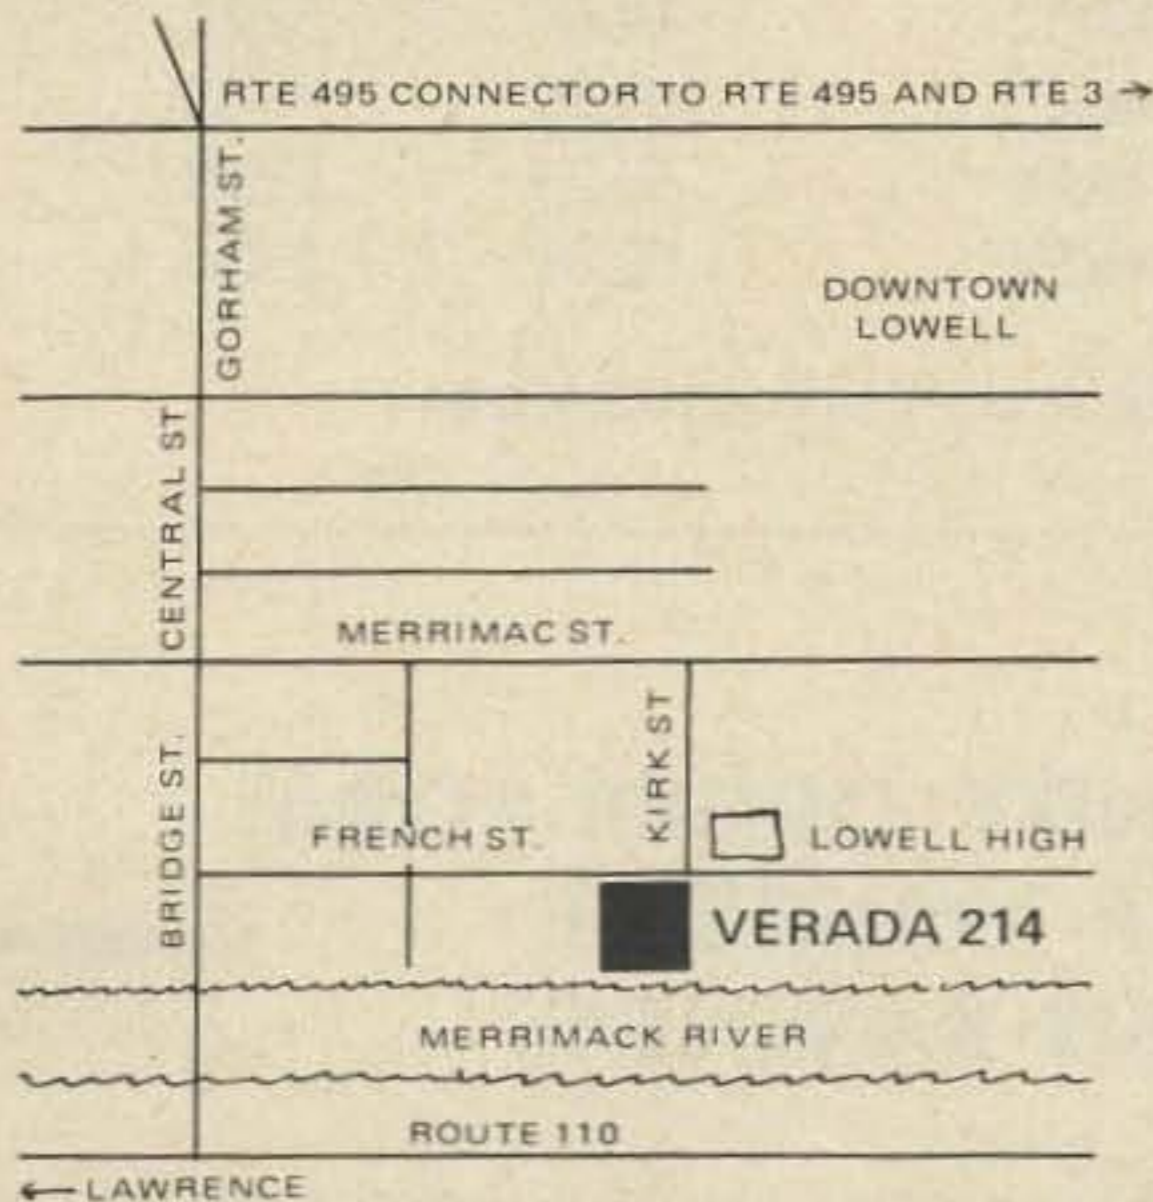 RTE 495 CONNECTOR TO RTE 495 AND RTE 3 →
GORHAM ST.
DOWNTOWN
LOWELL
CENTRAL ST
MERRIMAC ST.
KIRK ST
BRIDGE ST.
FRENCH ST.
LOWELL HIGH
VERADA 214
MERRIMACK RIVER
ROUTE 110
← LAWRENCE